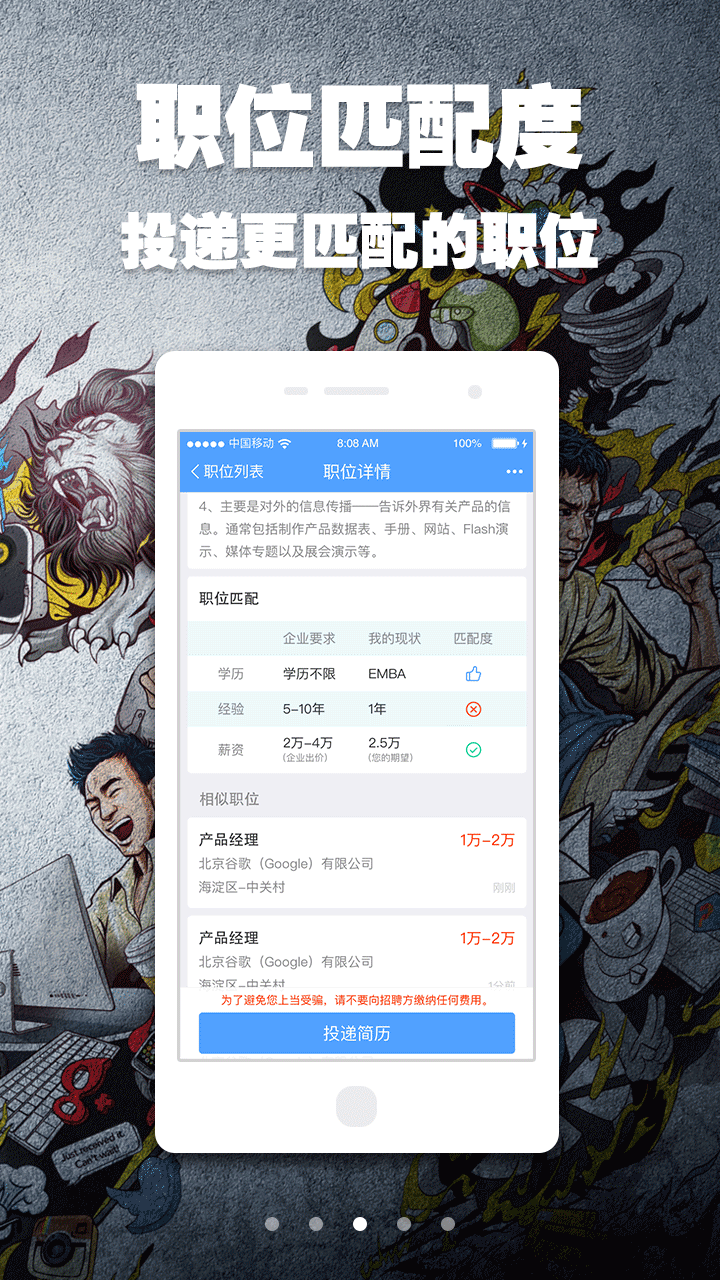 职位匹配度
投递更匹配的职位
中国移动 8:08 AM 100%
职位列表 职位详情
4、主要是对外的信息传播——告诉外界有关产品的信
息。通常包括制作产品数据表、手册、网站、Flash演
示、媒体专题以及展会演示等。
职位匹配
企业要求 我的现状 匹配度
学历 学历不限 EMBA
经验 5-10年 1年
薪资 2万-4万 2.5万
(企业出价) (您的期望)
相似职位
产品经理 1万-2万
北京谷歌（Google）有限公司
海淀区-中关村 刚刚
产品经理 1万-2万
北京谷歌（Google）有限公司
海淀区-中关村 1分前
为了避免您上当受骗，请不要向招聘方缴纳任何费用。
投递简历
Just received it.
Can't wait!